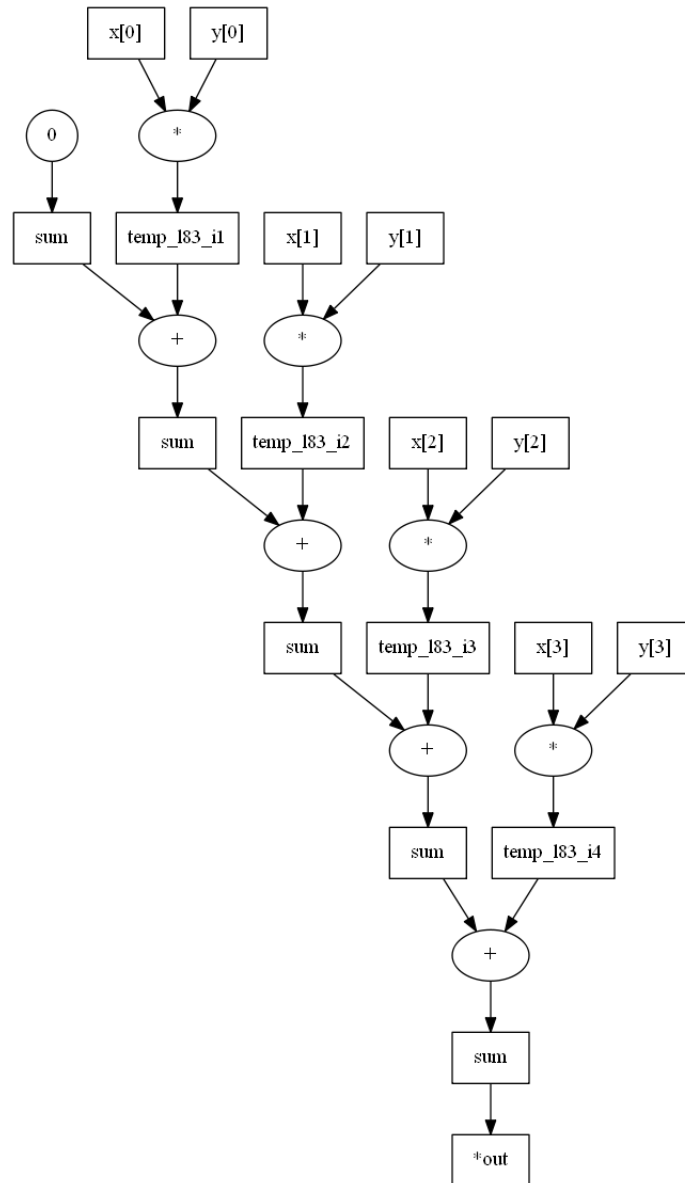 x[0] y[0]
0 *
sum temp_l83_i1 x[1] y[1]
+ *
sum temp_l83_i2 x[2] y[2]
+ *
sum temp_l83_i3 x[3] y[3]
+ *
sum temp_l83_i4
+
sum
*out